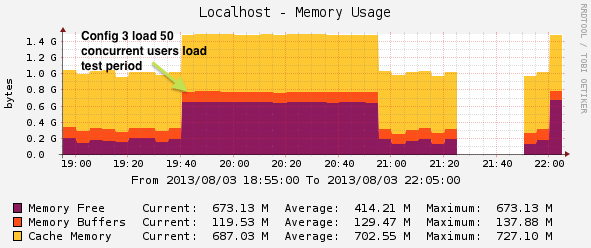 Localhost - Memory Usage
RRDTOOL / TOBI OETIKER
Config 3 load 50
concurrent users load
test period
bytes
1.4 G
1.2 G
1.0 G
0.8 G
0.6 G
0.4 G
0.2 G
0.0
19:00 19:20 19:40 20:00 20:20 20:40 21:00 21:20 21:40 22:00
From 2013/08/03 18:55:00 To 2013/08/03 22:05:00
Memory Free Current: 673.13 M Average: 414.21 M Maximum: 673.13 M
Memory Buffers Current: 119.53 M Average: 129.47 M Maximum: 137.88 M
Cache Memory Current: 687.03 M Average: 702.55 M Maximum: 727.10 M